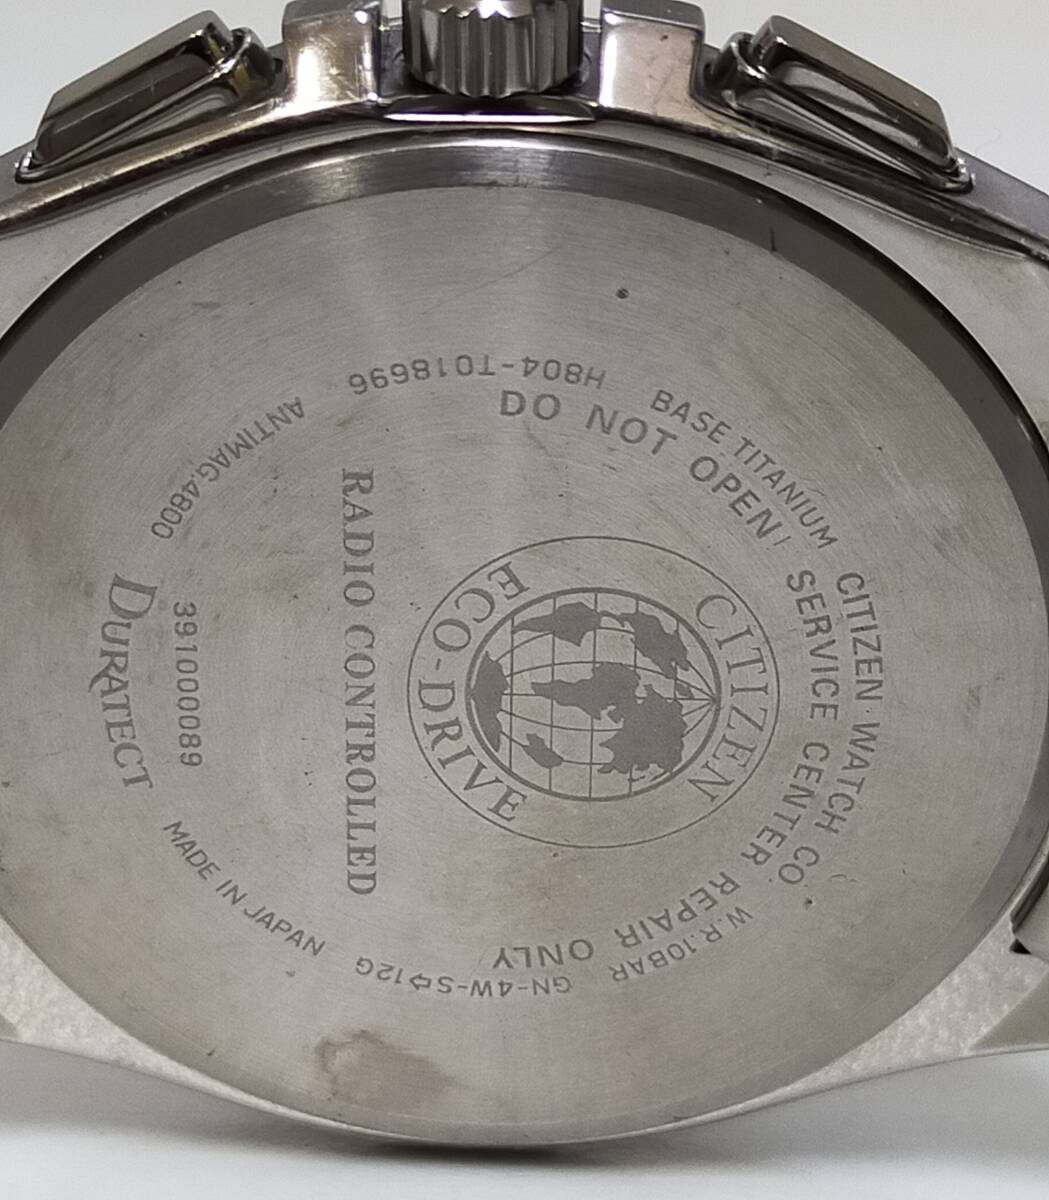 CITIZEN WATCH CO.
W.R.10BAR
GN-4W-S⇨12G
MADE IN JAPAN
DURATECT
ANTIMAG.4800
H804-T018696
BASE TITANIUM
DO NOT OPEN! SERVICE CENTER REPAIR ONLY
CITIZEN
ECO-DRIVE
RADIO CONTROLLED
391000089